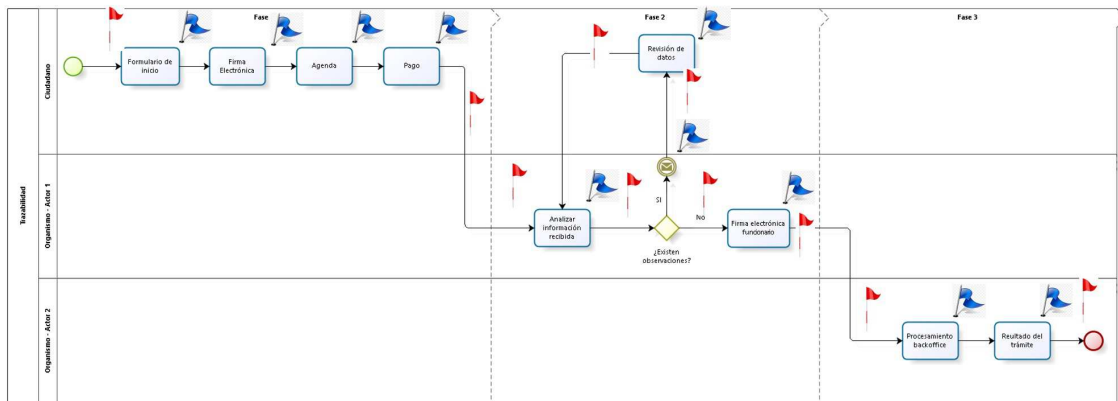 Fase
Fase 2
Fase 3
Trazabilidad
Ciudadano
Formulario de
inicio
Firma
Electrónica
Agenda
Pago
Revisión de
datos
Organismo - Actor 1
Analizar
información
recibida
SI
No
¿Existen
observaciones?
Firma electrónica
funcionario
Organismo - Actor 2
Procesamiento
backoffice
Reultado del
trámite